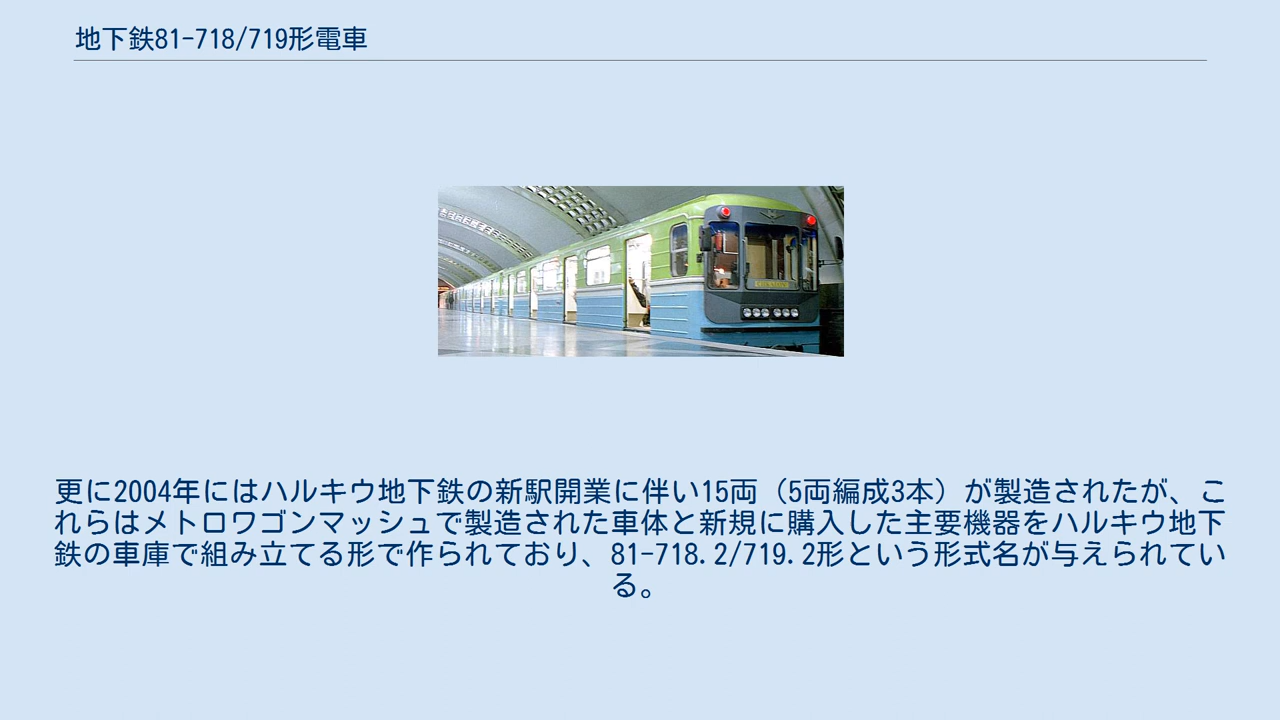 地下鉄81-718/719形電車
更に2004年にはハルキウ地下鉄の新駅開業に伴い15両（5両編成3本）が製造されたが、こ
れらはメトロワゴンマッシュで製造された車体と新規に購入した主要機器をハルキウ地下
鉄の車庫で組み立てる形で作られており、81-718.2/719.2形という形式名が与えられてい
る。